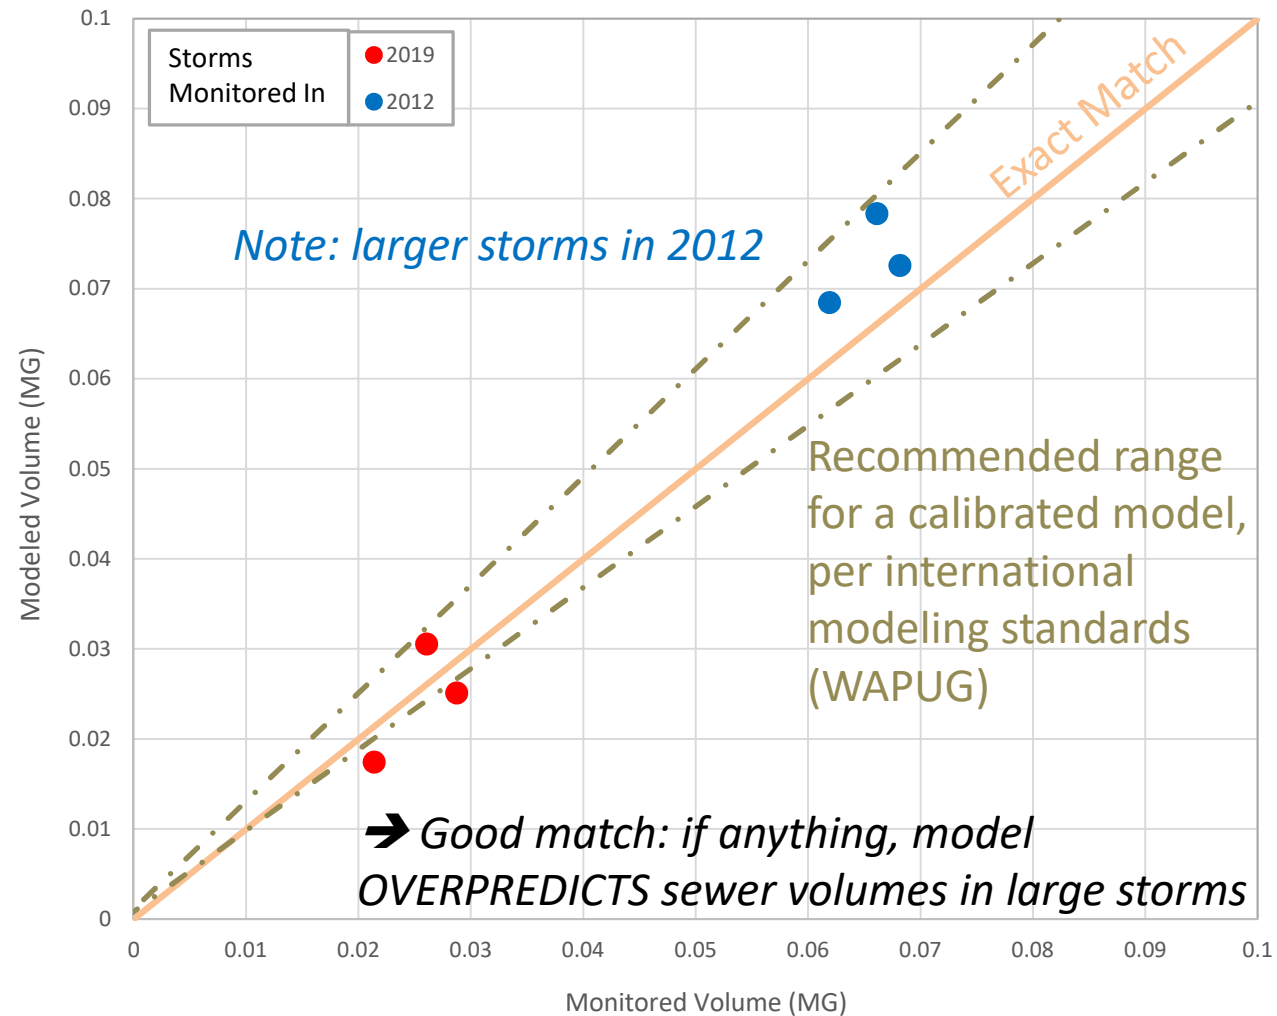 Storms
Monitored In
2019
2012
Note: larger storms in 2012
Exact Match
Recommended range
for a calibrated model,
per international
modeling standards
(WAPUG)
➔ Good match: if anything, model
OVERPREDICTS sewer volumes in large storms
Modeled Volume (MG)
0.1
0.09
0.08
0.07
0.06
0.05
0.04
0.03
0.02
0.01
0
0 0.01 0.02 0.03 0.04 0.05 0.06 0.07 0.08 0.09 0.1
Monitored Volume (MG)